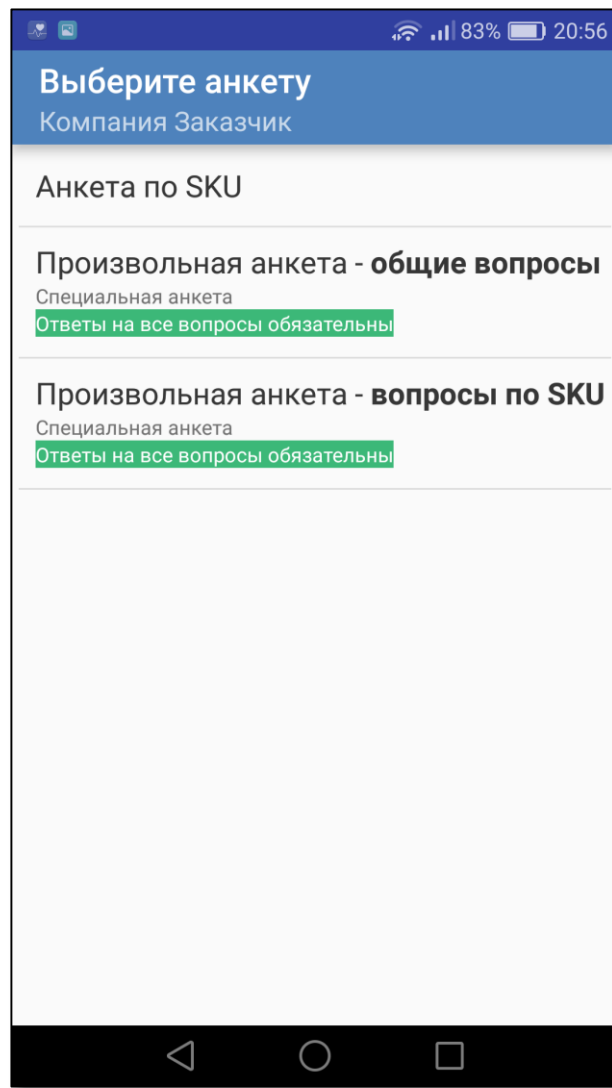 83% 20:56
Выберите анкету
Компания Заказчик
Анкета по SKU
Произвольная анкета - общие вопросы
Специальная анкета
Ответы на все вопросы обязательны
Произвольная анкета - вопросы по SKU
Специальная анкета
Ответы на все вопросы обязательны